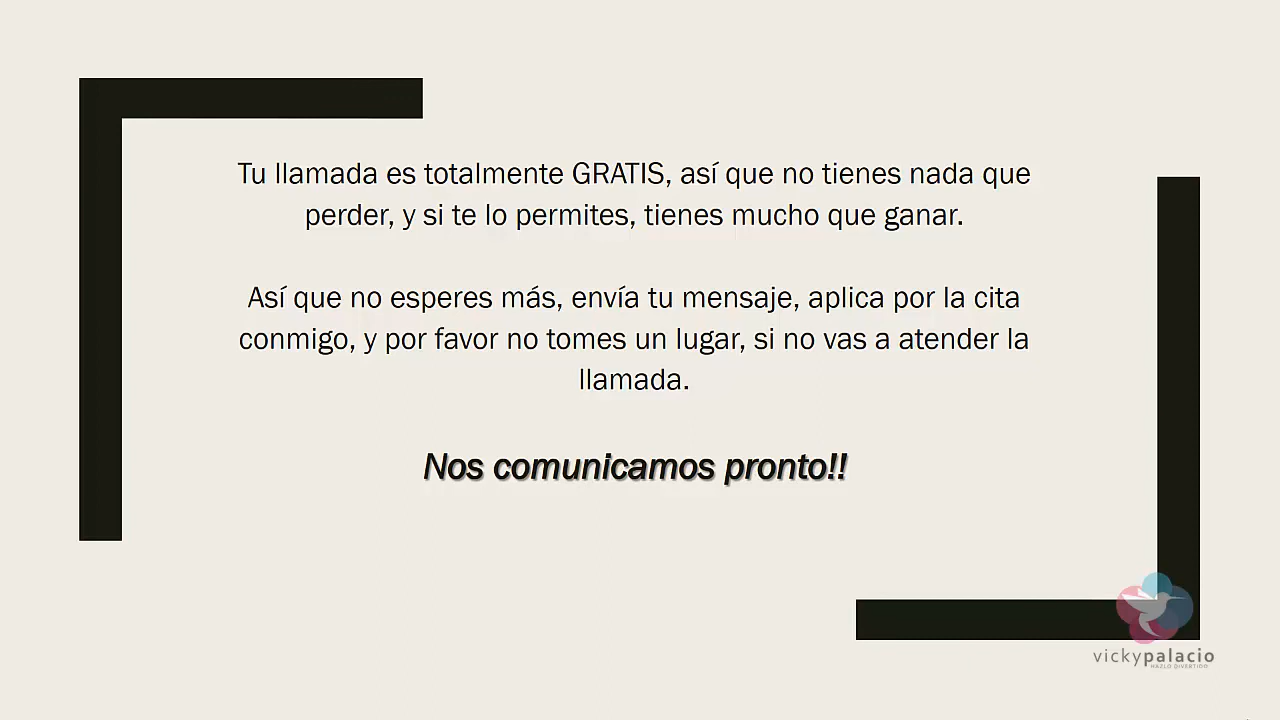 Tu llamada es totalmente GRATIS, así que no tienes nada que
perder, y si te lo permites, tienes mucho que ganar.
Así que no esperes más, envía tu mensaje, aplica por la cita
conmigo, y por favor no tomes un lugar, si no vas a atender la
llamada.
Nos comunicamos pronto!!
vickypalacio
HAZLO DIVERTIDO